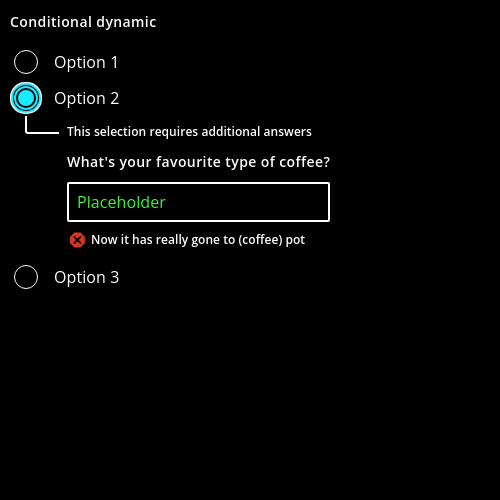 Conditional dynamic
Option 1
Option 2
This selection requires additional answers
What's your favourite type of coffee?
Placeholder
Now it has really gone to (coffee) pot
Option 3